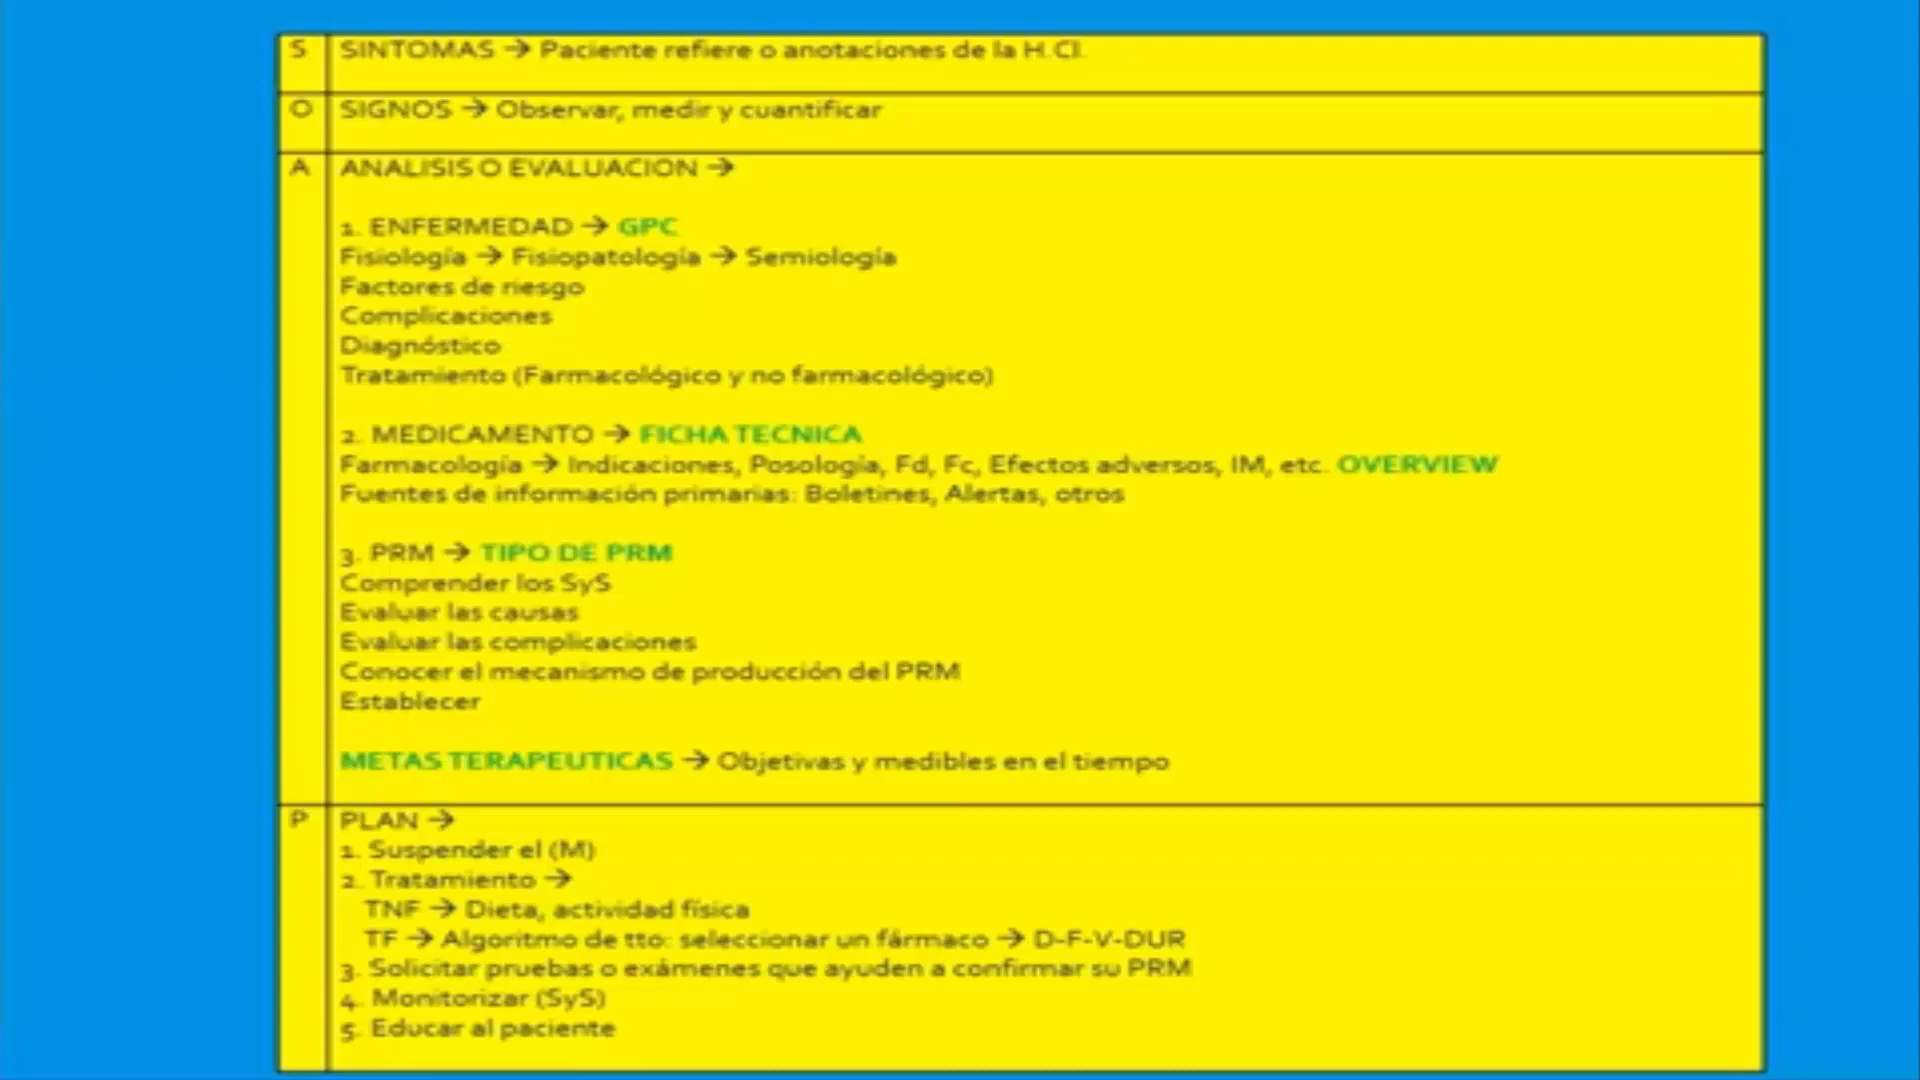 S SINTOMAS → Paciente refiere o anotaciones de la H.Cl.
O SIGNOS → Observar, medir y cuantificar
A ANALISIS O EVALUACION →
1. ENFERMEDAD → GPC
Fisiología → Fisiopatología → Semiología
Factores de riesgo
Complicaciones
Diagnóstico
Tratamiento (Farmacológico y no farmacológico)
2. MEDICAMENTO → FICHA TECNICA
Farmacología → Indicaciones, Posología, Fd, Fc, Efectos adversos, IM, etc. OVERVIEW
Fuentes de información primarias: Boletines, Alertas, otros
3. PRM → TIPO DE PRM
Comprender los SyS
Evaluar las causas
Evaluar las complicaciones
Conocer el mecanismo de producción del PRM
Establecer
METAS TERAPEUTICAS → Objetivas y medibles en el tiempo
P PLAN →
1. Suspender el (M)
2. Tratamiento →
TNF → Dieta, actividad física
TF → Algoritmo de tto: seleccionar un fármaco → D-F-V-DUR
3. Solicitar pruebas o exámenes que ayuden a confirmar su PRM
4. Monitorizar (SyS)
5. Educar al paciente